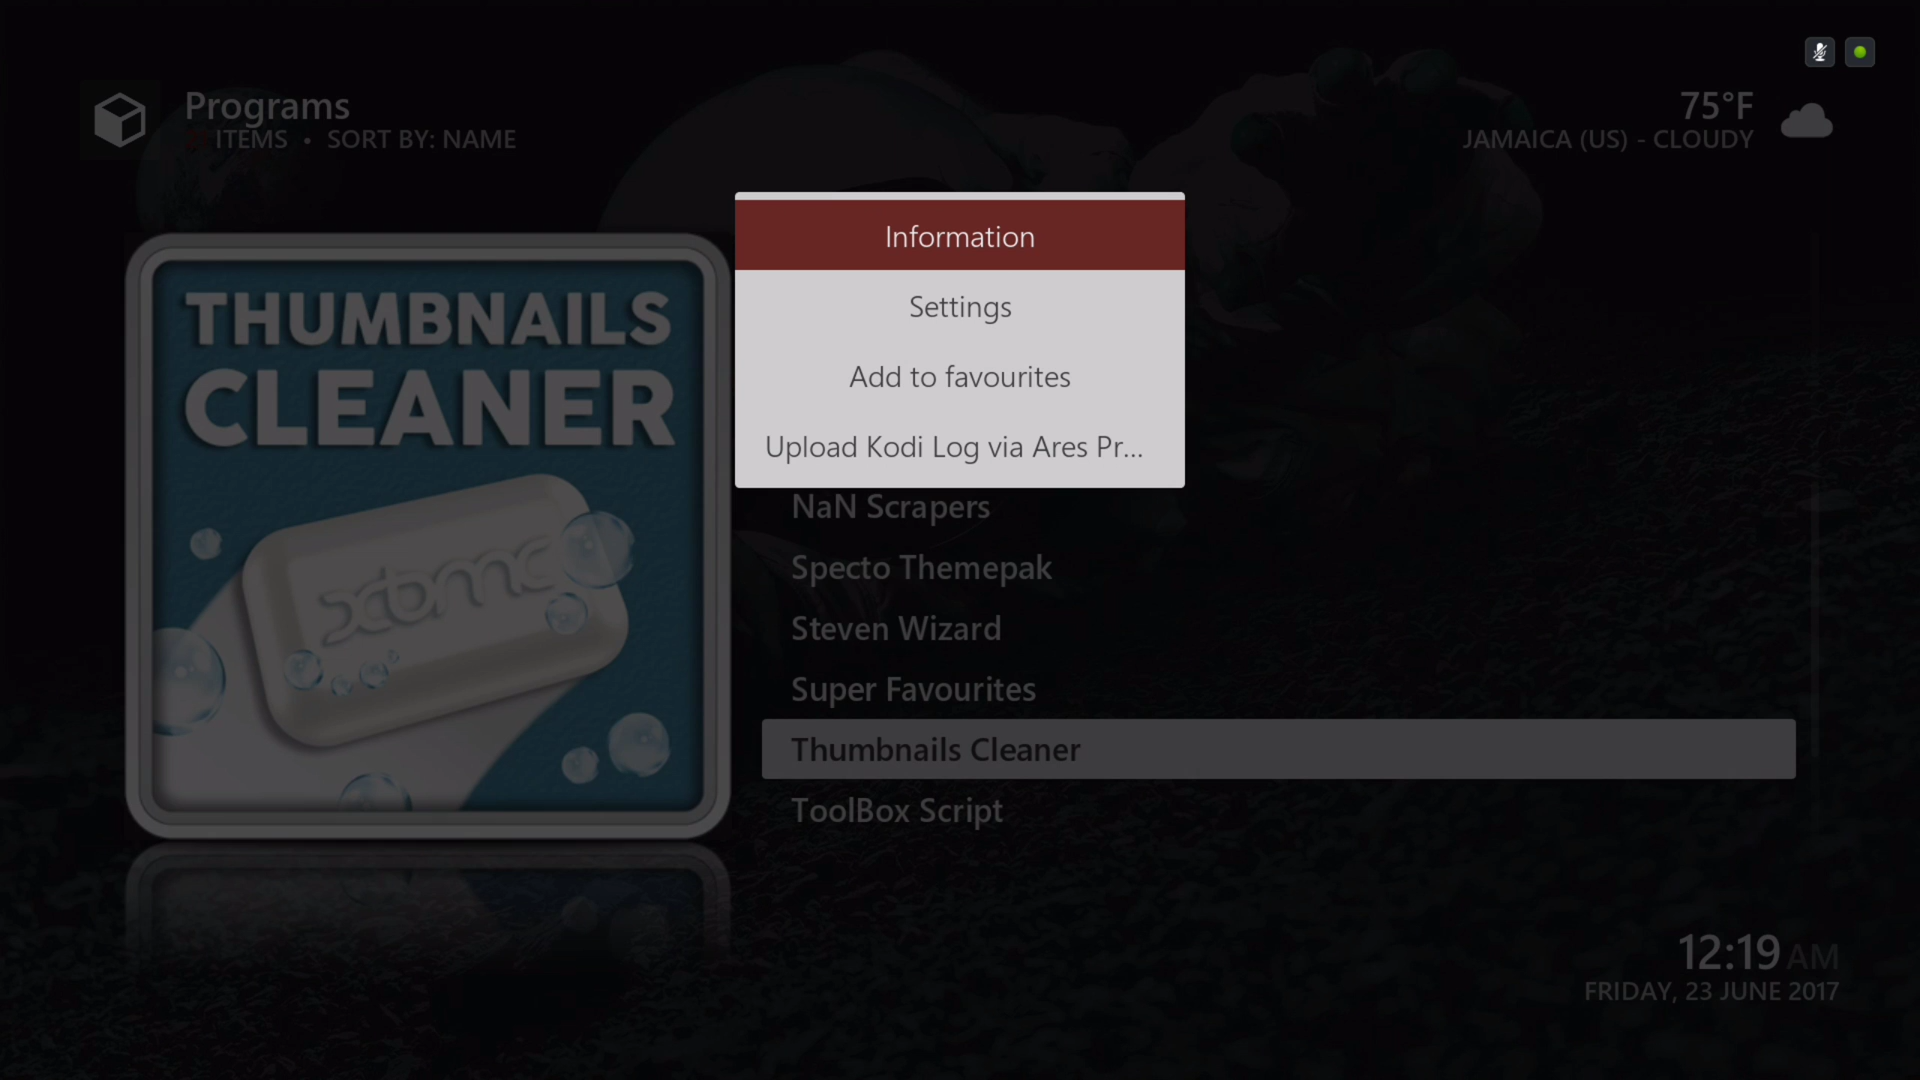 Programs
ITEMS • SORT BY: NAME
75°F
JAMAICA (US) - CLOUDY
Information
Settings
Add to favourites
Upload Kodi Log via Ares Pr...
THUMBNAILS
CLEANER
xbmc
NaN Scrapers
Specto Themepak
Steven Wizard
Super Favourites
Thumbnails Cleaner
ToolBox Script
12:19 AM
FRIDAY, 23 JUNE 2017